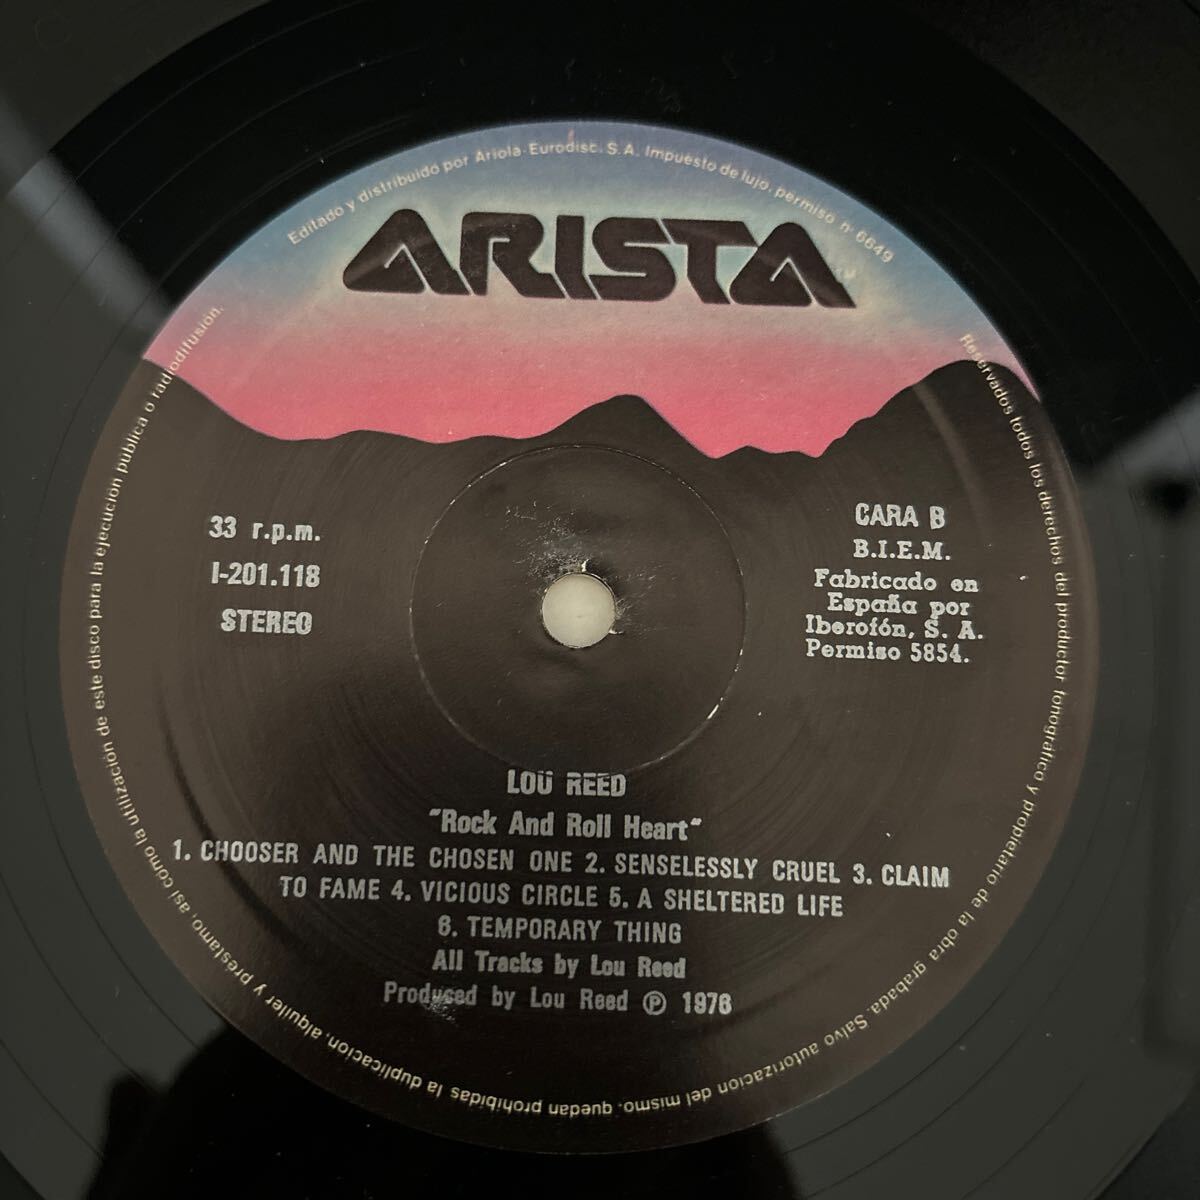 Editado y distribuido por Ariola-Eurodisc. S.A. Impuesto de lujo, permiso nº 6649
ARISTA
33 r.p.m.
I-201.118
STEREO
CARA B
B.I.E.M.
Fabricado en
España por
Iberofón, S. A.
Permiso 5854.
LOU REED
"Rock And Roll Heart"
1. CHOOSER AND THE CHOSEN ONE 2. SENSELESSLY CRUEL 3. CLAIM
TO FAME 4. VICIOUS CIRCLE 5. A SHELTERED LIFE
6. TEMPORARY THING
All Tracks by Lou Reed
Produced by Lou Reed ℗ 1976
Reservados todos los derechos del productor fonográfico y propietario de la obra grabada. Salvo autorización del mismo, quedan prohibidas la duplicación, alquiler y préstamo, así como la utilización de este disco para la ejecución publica o radiodifusión.